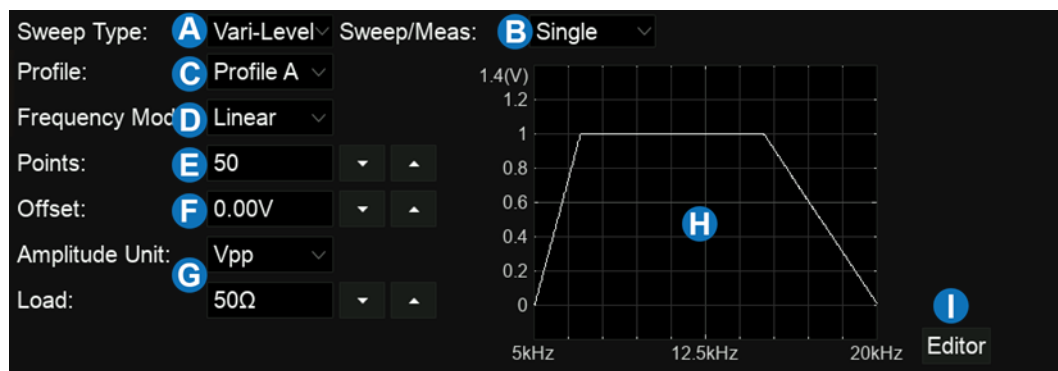 Sweep Type: A Vari-Level Sweep/Meas: B Single
Profile: C Profile A
Frequency Mod D Linear
Points: E 50
Offset: F 0.00V
Amplitude Unit: Vpp
G
Load: 50Ω
1.4(V)
1.2
1
0.8
0.6
0.4
0.2
0
H
5kHz 12.5kHz 20kHz
I
Editor